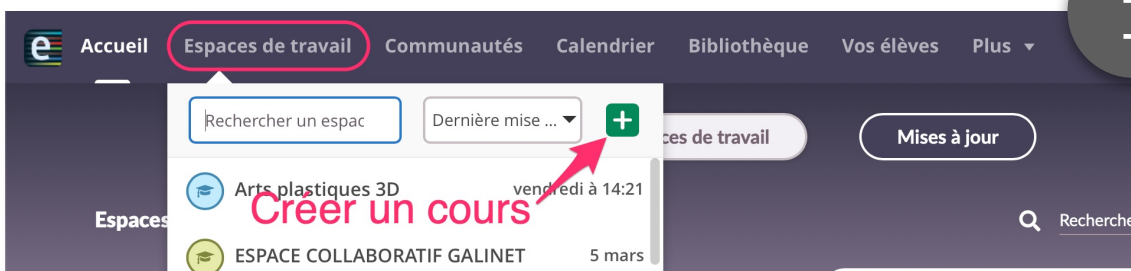 e Accueil Espaces de travail Communautés Calendrier Bibliothèque Vos élèves Plus
Rechercher un espac Dernière mise ... +
ces de travail Mises à jour
Arts plastiques 3D vendredi à 14:21
Créer un cours
Espaces Recherche
ESPACE COLLABORATIF GALINET 5 mars